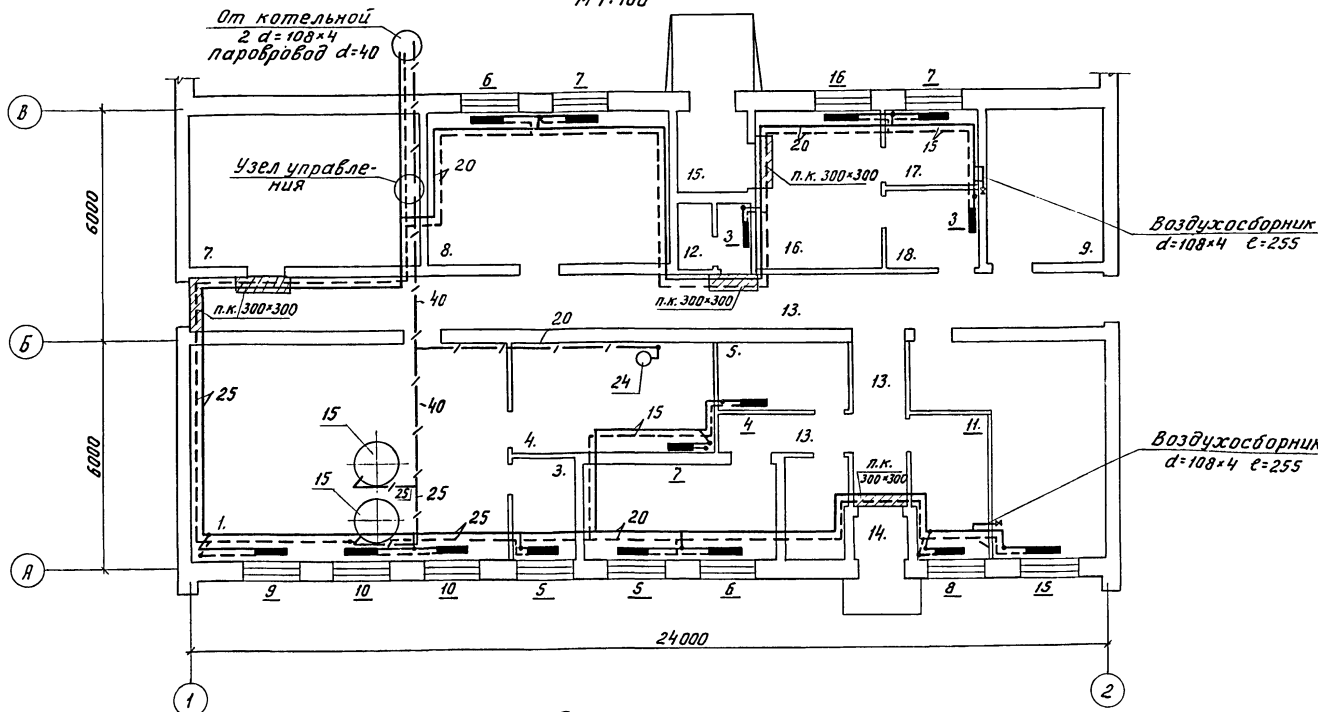 М 1:100
От котельной
2 d=108×4
паровровод d=40
6 7 16 7
В
Узел управле-
ния
20
20
15
15.
п.к. 300×300
17.
3
3
Воздухосборник
d=108×4 ℓ=255
6000
7.
8.
12.
16.
18.
9.
п.к. 300×300
40
п.к. 300×300
13.
Б
20
5.
24
13.
25
40
15
15
4
11.
4.
13.
3.
7
Воздухосборник
d=108×4 ℓ=255
6000
п.к.
300×300
15
25
25
1.
25
20
14.
А
9 10 10 5 5 6 8 15
24000
1 2